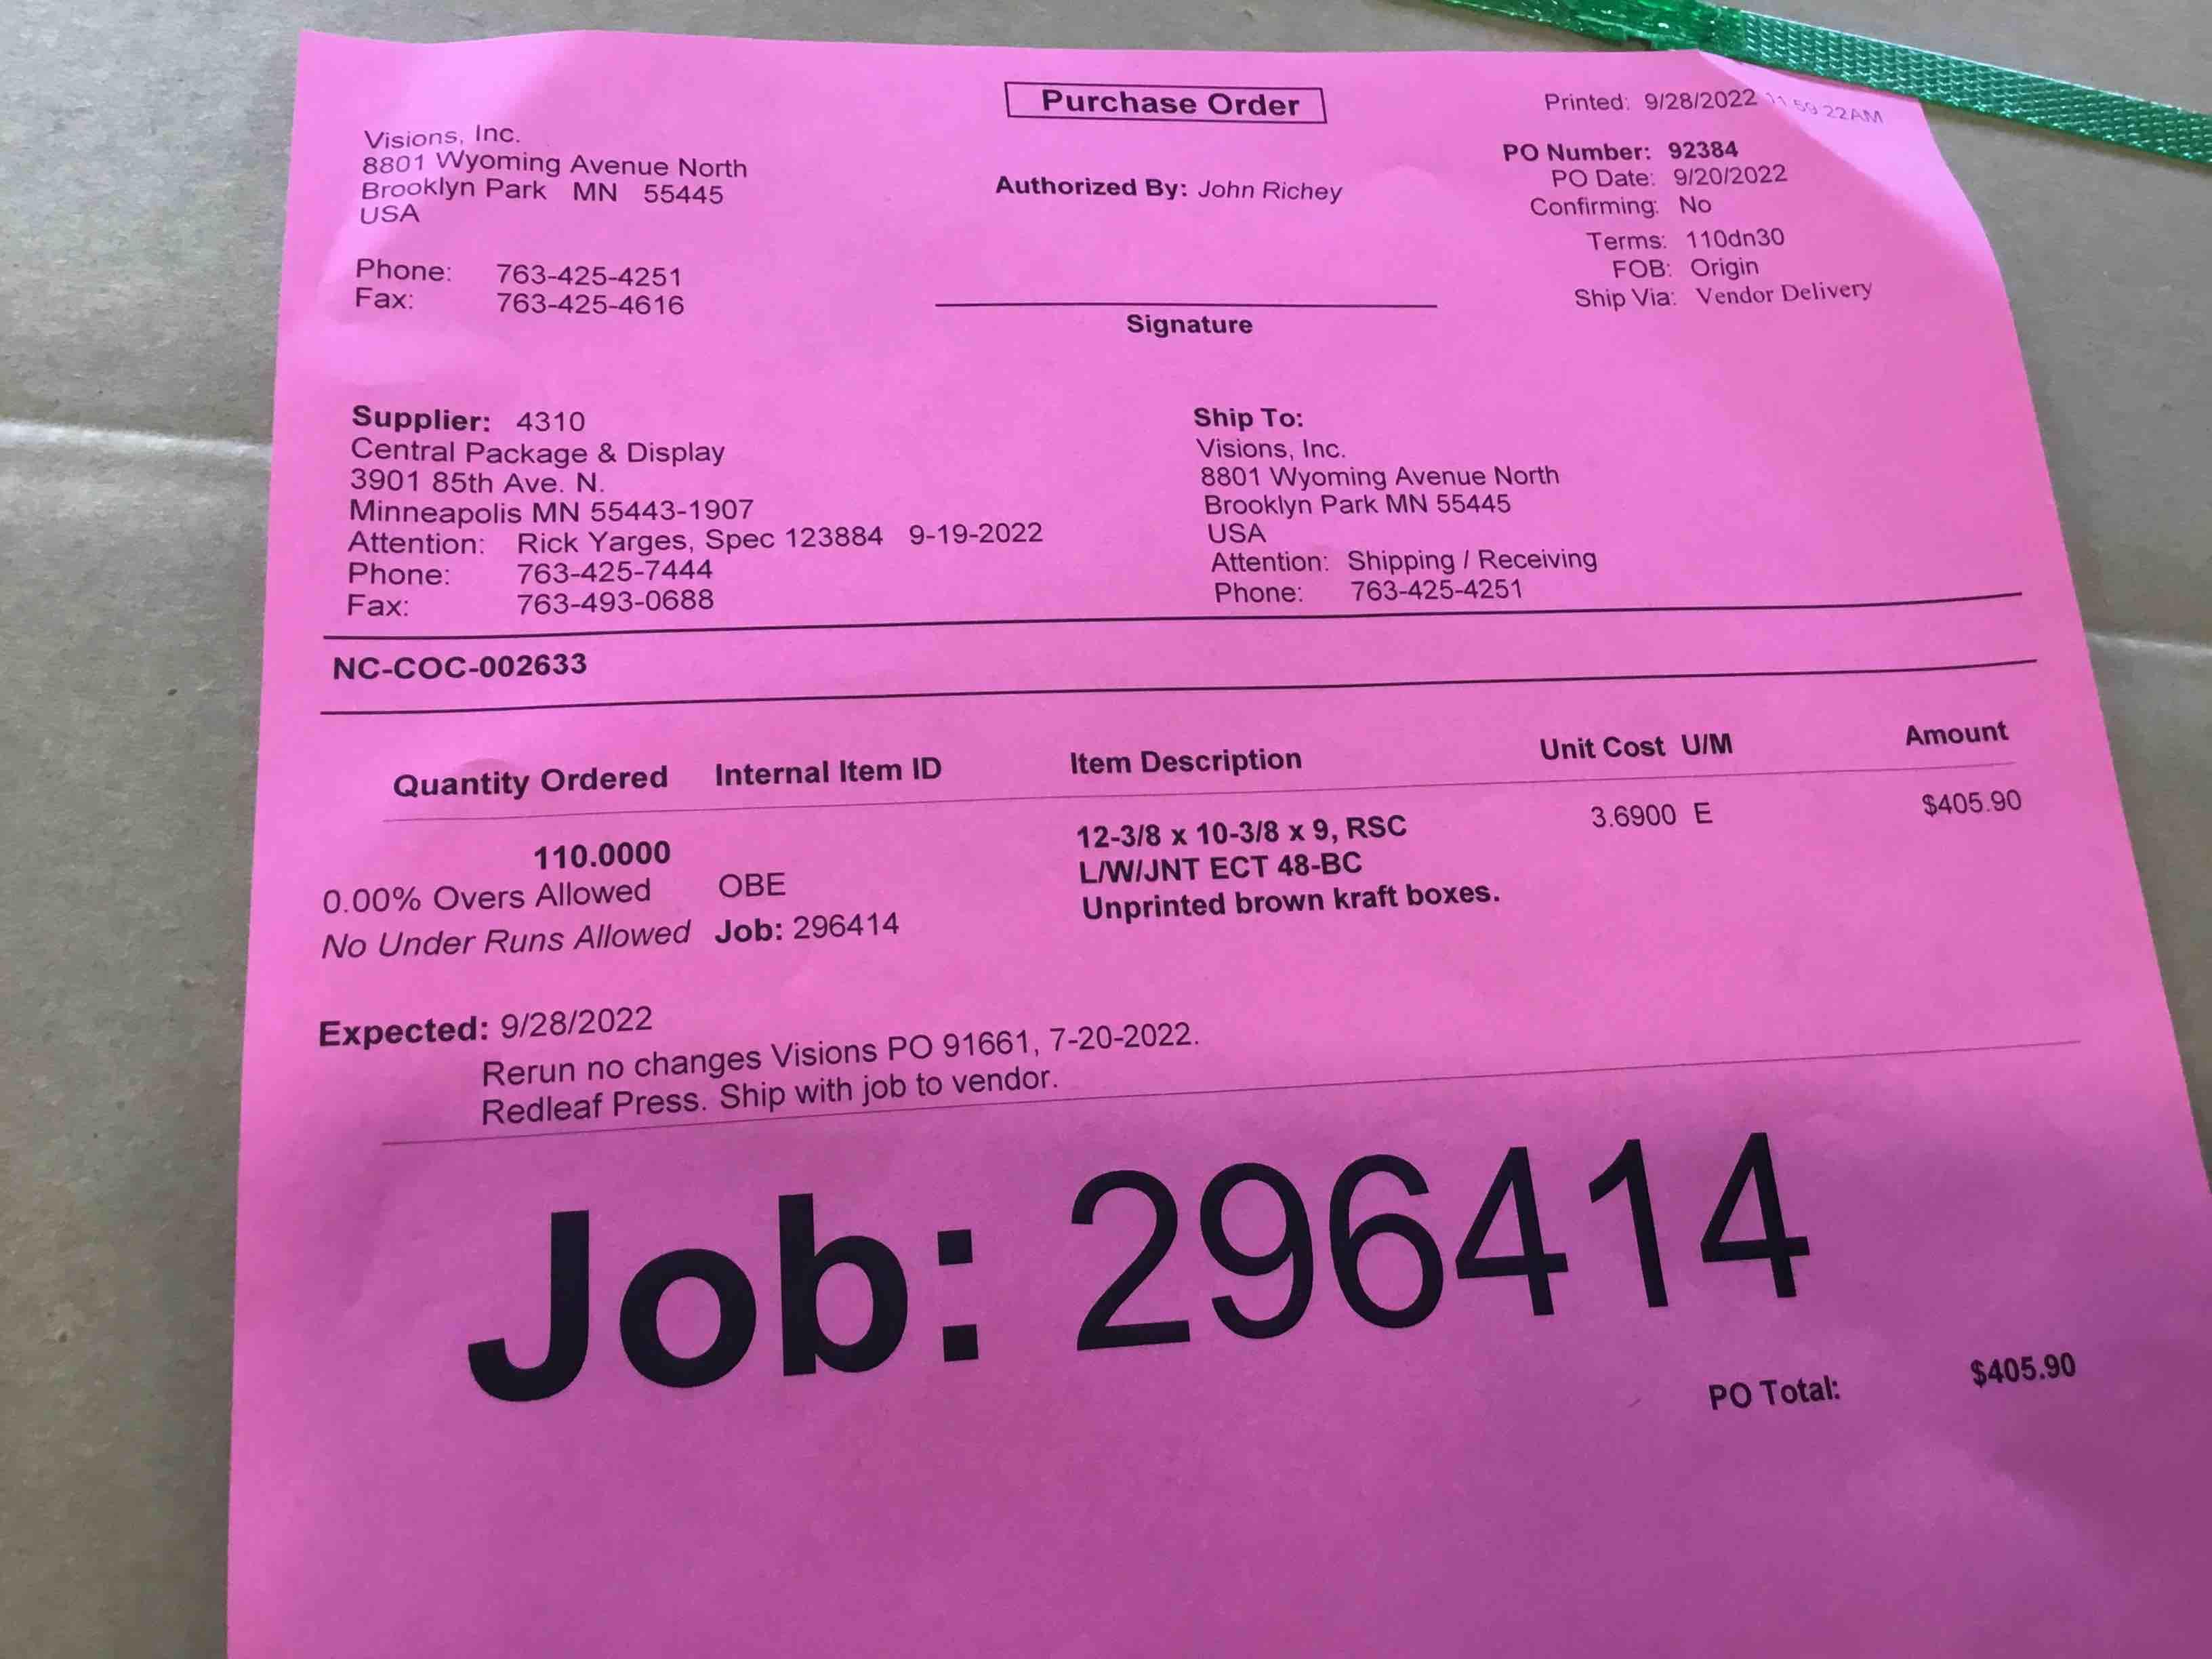 Purchase Order
Printed: 9/28/2022 11:59:22AM
Visions, Inc.
8801 Wyoming Avenue North
Brooklyn Park MN 55445
USA
Phone: 763-425-4251
Fax: 763-425-4616
Authorized By: John Richey
Signature
PO Number: 92384
PO Date: 9/20/2022
Confirming: No
Terms: 110dn30
FOB: Origin
Ship Via: Vendor Delivery
Supplier: 4310
Central Package & Display
3901 85th Ave. N.
Minneapolis MN 55443-1907
Attention: Rick Yarges, Spec 123884 9-19-2022
Phone: 763-425-7444
Fax: 763-493-0688
Ship To:
Visions, Inc.
8801 Wyoming Avenue North
Brooklyn Park MN 55445
USA
Attention: Shipping / Receiving
Phone: 763-425-4251
NC-COC-002633
Quantity Ordered Internal Item ID Item Description Unit Cost U/M Amount
110.0000 12-3/8 x 10-3/8 x 9, RSC 3.6900 E $405.90
0.00% Overs Allowed OBE L/W/JNT ECT 48-BC
No Under Runs Allowed Job: 296414 Unprinted brown kraft boxes.
Expected: 9/28/2022
Rerun no changes Visions PO 91661, 7-20-2022.
Redleaf Press. Ship with job to vendor.
Job: 296414
PO Total: $405.90